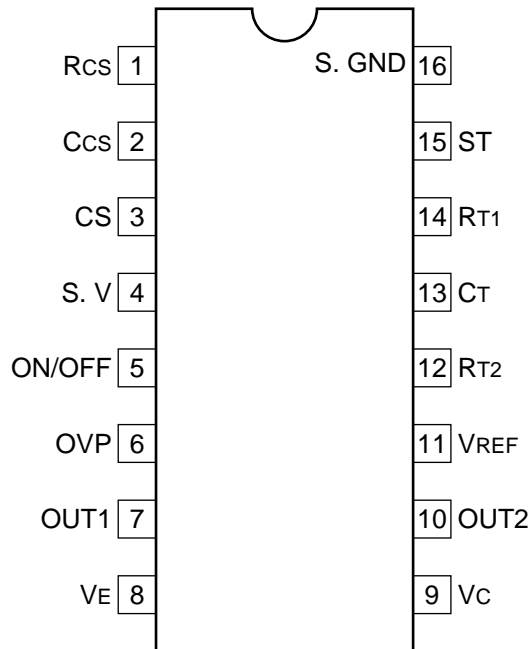 RCS 1 S. GND 16
CCS 2 15 ST
CS 3 14 RT1
S. V 4 13 CT
ON/OFF 5 12 RT2
OVP 6 11 VREF
OUT1 7 10 OUT2
VE 8 9 VC